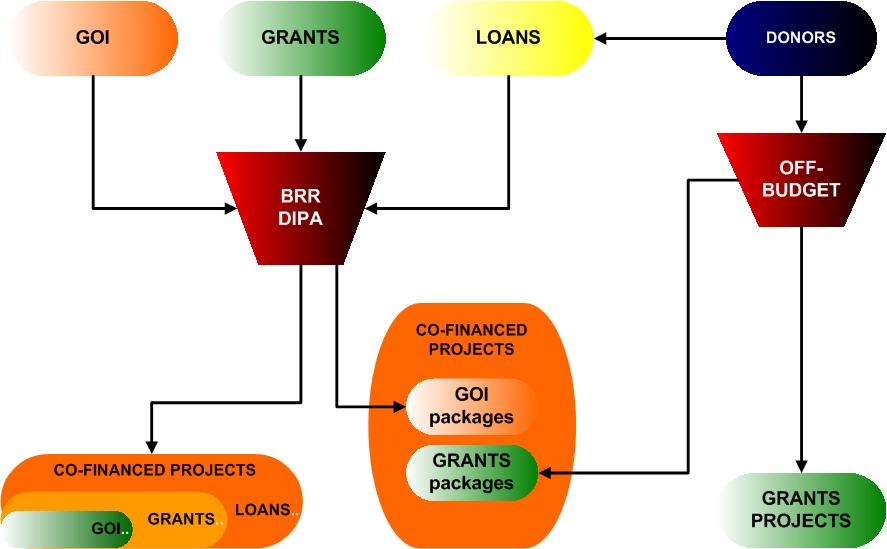 GOI
GRANTS
LOANS
DONORS
BRR
DIPA
OFF-
BUDGET
CO-FINANCED
PROJECTS
GOI
packages
GRANTS
packages
CO-FINANCED PROJECTS
LOANS..
GRANTS..
GOI..
GRANTS
PROJECTS